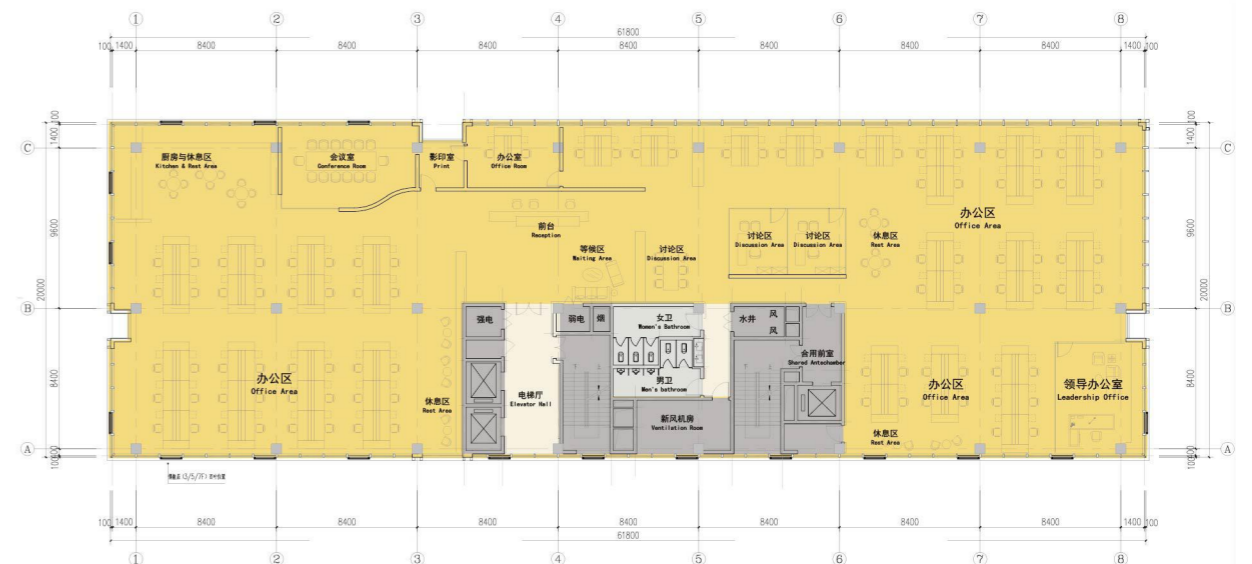 ① ② ③ ④ ⑤ ⑥ ⑦ ⑧
61800
100 1400 8400 8400 8400 8400 8400 8400 8400 1400 100
1400 100
9600
20000
8400
1400 100
9600
20000
8400
Ⓒ
Ⓒ
厨房与休息区
Kitchen & Rest Area
会议室
Conference Room
影印室
Print
办公室
Office Room
前台
Reception
等候区
Waiting Area
讨论区
Discussion Area
讨论区
Discussion Area
讨论区
Discussion Area
休息区
Rest Area
办公区
Office Area
Ⓑ
Ⓑ
强电
弱电
烟
女卫
Women's Bathroom
水井
风
风
合用前室
Shared Antechamber
男卫
Men's bathroom
电梯厅
Elevator Hall
新风机房
Ventilation Room
办公区
Office Area
休息区
Rest Area
办公区
Office Area
休息区
Rest Area
领导办公室
Leadership Office
Ⓐ
Ⓐ
100 1400 8400 8400 8400 8400 8400 8400 8400 1400 100
61800
① ② ③ ④ ⑤ ⑥ ⑦ ⑧